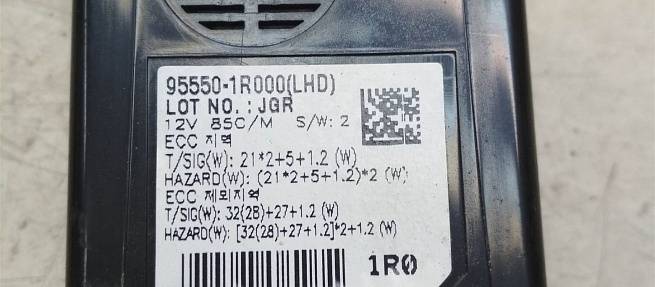 95550-1R000(LHD)
LOT NO. : JGR
12V 85C/M S/W: 2
ECC 지역
T/SIG(W): 21*2+5+1.2 (W)
HAZARD(W): (21*2+5+1.2)*2 (W)
ECC 제외지역
T/SIG(W): 32(28)+27+1.2 (W)
HAZARD(W): [32(28)+27+1.2]*2+1.2 (W)
1R0